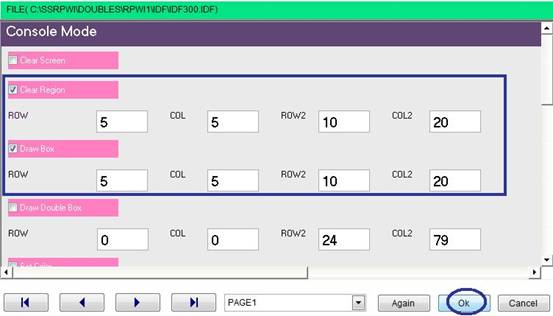 FILE( C:\SSRPWI\DOUBLES\RPWI1\IDF\IDF300.IDF)
Console Mode
Clear Screen
Clear Region
ROW 5 COL 5 ROW2 10 COL2 20
Draw Box
ROW 5 COL 5 ROW2 10 COL2 20
Draw Double Box
ROW 0 COL 0 ROW2 24 COL2 79
Set Color
PAGE1 Again Ok Cancel